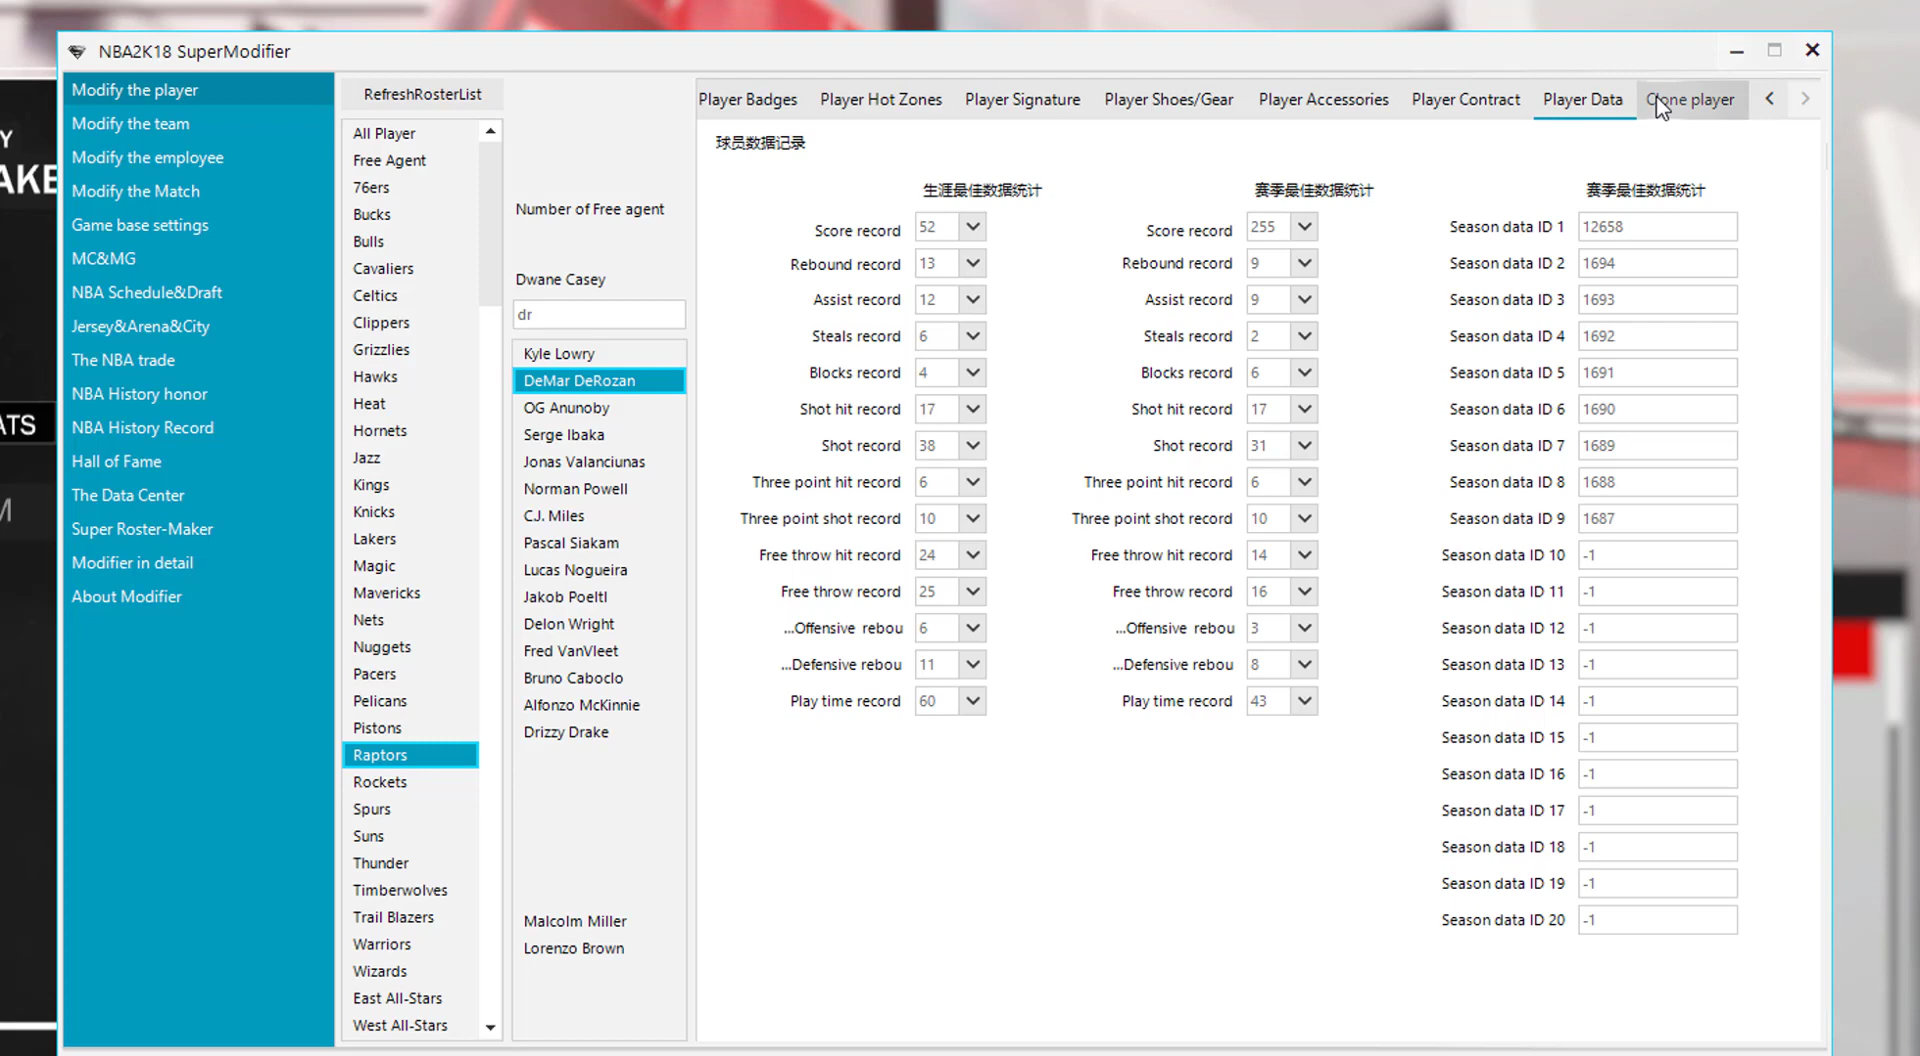 NBA2K18 SuperModifier
Modify the player
Modify the team
Modify the employee
Modify the Match
Game base settings
MC&MG
NBA Schedule&Draft
Jersey&Arena&City
The NBA trade
NBA History honor
NBA History Record
Hall of Fame
The Data Center
Super Roster-Maker
Modifier in detail
About Modifier
RefreshRosterList
All Player
Free Agent
76ers
Bucks
Bulls
Cavaliers
Celtics
Clippers
Grizzlies
Hawks
Heat
Hornets
Jazz
Kings
Knicks
Lakers
Magic
Mavericks
Nets
Nuggets
Pacers
Pelicans
Pistons
Raptors
Rockets
Spurs
Suns
Thunder
Timberwolves
Trail Blazers
Warriors
Wizards
East All-Stars
West All-Stars
Number of Free agent
Dwane Casey
dr
Kyle Lowry
DeMar DeRozan
OG Anunoby
Serge Ibaka
Jonas Valanciunas
Norman Powell
C.J. Miles
Pascal Siakam
Lucas Nogueira
Jakob Poeltl
Delon Wright
Fred VanVleet
Bruno Caboclo
Alfonzo McKinnie
Drizzy Drake
Malcolm Miller
Lorenzo Brown
Player Badges Player Hot Zones Player Signature Player Shoes/Gear Player Accessories Player Contract Player Data Clone player
球员数据记录
生涯最佳数据统计
Score record 52
Rebound record 13
Assist record 12
Steals record 6
Blocks record 4
Shot hit record 17
Shot record 38
Three point hit record 6
Three point shot record 10
Free throw hit record 24
Free throw record 25
...Offensive rebou 6
...Defensive rebou 11
Play time record 60
赛季最佳数据统计
Score record 255
Rebound record 9
Assist record 9
Steals record 2
Blocks record 6
Shot hit record 17
Shot record 31
Three point hit record 6
Three point shot record 10
Free throw hit record 14
Free throw record 16
...Offensive rebou 3
...Defensive rebou 8
Play time record 43
赛季最佳数据统计
Season data ID 1 12658
Season data ID 2 1694
Season data ID 3 1693
Season data ID 4 1692
Season data ID 5 1691
Season data ID 6 1690
Season data ID 7 1689
Season data ID 8 1688
Season data ID 9 1687
Season data ID 10 -1
Season data ID 11 -1
Season data ID 12 -1
Season data ID 13 -1
Season data ID 14 -1
Season data ID 15 -1
Season data ID 16 -1
Season data ID 17 -1
Season data ID 18 -1
Season data ID 19 -1
Season data ID 20 -1
Y
AKE
ATS
M